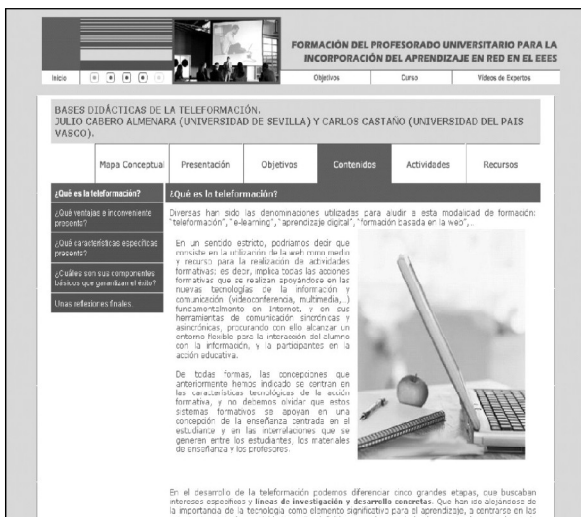 FORMACIÓN DEL PROFESORADO UNIVERSITARIO PARA LA
INCORPORACIÓN DEL APRENDIZAJE EN RED EN EL EEES
Inicio
Objetivos
Curso
Vídeos de Expertos
BASES DIDÁCTICAS DE LA TELEFORMACIÓN.
JULIO CABERO ALMENARA (UNIVERSIDAD DE SEVILLA) Y CARLOS CASTAÑO (UNIVERSIDAD DEL PAIS
VASCO).
Mapa Conceptual
Presentación
Objetivos
Contenidos
Actividades
Recursos
¿Qué es la teleformación?
¿Qué ventajas e inconveniente
presenta?
¿Qué características específicas
presenta?
¿Cuáles son sus componentes
básicos que garantizan el éxito?
Unas reflexiones finales
¿Qué es la teleformación?
Diversas han sido las denominaciones utilizadas para aludir a esta modalidad de formación:
"teleformación", "e-learning", "aprendizaje digital", "formación basada en la web",..
En un sentido estricto, podríamos decir que
consiste en la utilización de la web como medio
y recurso para la realización de actividades
formativas; es decir, implica todas las acciones
formativas que se realizan apoyándose en las
nuevas tecnologías de la información y
comunicación (videoconferencia, multimedia,..)
fundamentalmente en Internet, y en sus
herramientas de comunicación sincrónicas y
asincrónicas, procurando con ello alcanzar un
entorno flexible para la interacción del alumno
con la información, y la participantes en la
acción educativa.
De todas formas, las concepciones que
anteriormente hemos indicado se centran en
las características tecnológicas de la acción
formativa, y no debemos olvidar que estos
sistemas formativos se apoyan en una
concepción de la enseñanza centrada en el
estudiante y en las interrelaciones que se
generen entre los estudiantes, los materiales
de enseñanza y los profesores.
En el desarrollo de la teleformación podemos diferenciar cinco grandes etapas, que buscaban
intereses específicos y líneas de investigación y desarrollo concretas. Que han ido alejándose de
la importancia de la tecnología como elemento significativo para el aprendizaje, a centrarse en las